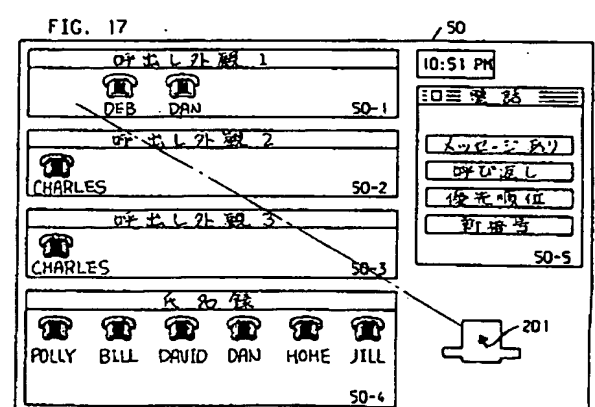 FIG. 17
50
呼出し外観 1
DEB DAN
50-1
呼出し外観 2
CHARLES
50-2
呼出し外観 3
CHARLES
50-3
氏名録
POLLY BILL DAVID DAN HOME JILL
50-4
10:51 PM
電話
メッセージあり
呼び返し
優先順位
新番号
50-5
201